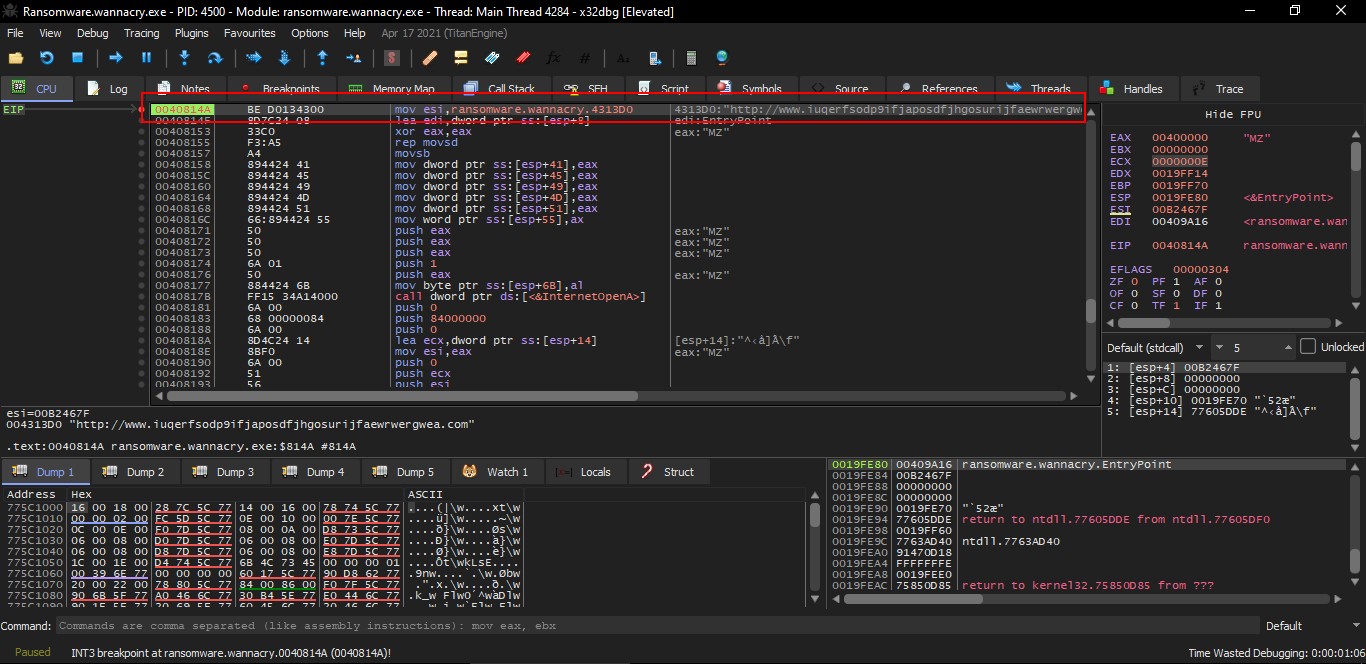 Ransomware.wannacry.exe - PID: 4500 - Module: ransomware.wannacry.exe - Thread: Main Thread 4284 - x32dbg [Elevated]
File View Debug Tracing Plugins Favourites Options Help Apr 17 2021 (TitanEngine)
CPU Log Notes Breakpoints Memory Map Call Stack SEH Script Symbols Source References Threads Handles Trace
EIP
0040814A BE D0134300 mov esi,ransomware.wannacry.4313D0 4313D0:"http://www.iuqerfsodp9ifjaposdfjhgosurijfaewrwergwe
0040814F 8D7C24 08 lea edi,dword ptr ss:[esp+8] edi:EntryPoint
00408153 33C0 xor eax,eax eax:"MZ"
00408155 F3:A5 rep movsd
00408157 A4 movsb
00408158 894424 41 mov dword ptr ss:[esp+41],eax
0040815C 894424 45 mov dword ptr ss:[esp+45],eax
00408160 894424 49 mov dword ptr ss:[esp+49],eax
00408164 894424 4D mov dword ptr ss:[esp+4D],eax
00408168 894424 51 mov dword ptr ss:[esp+51],eax
0040816C 66:894424 55 mov word ptr ss:[esp+55],ax
00408171 50 push eax eax:"MZ"
00408172 50 push eax eax:"MZ"
00408173 50 push eax eax:"MZ"
00408174 6A 01 push 1
00408176 50 push eax eax:"MZ"
00408177 884424 6B mov byte ptr ss:[esp+6B],al
0040817B FF15 34A14000 call dword ptr ds:[<&InternetOpenA>]
00408181 6A 00 push 0
00408183 68 00000084 push 84000000
00408188 6A 00 push 0
0040818A 8D4C24 14 lea ecx,dword ptr ss:[esp+14] [esp+14]:"^‹å]Â\f"
0040818E 8BF0 mov esi,eax eax:"MZ"
00408190 6A 00 push 0
00408192 51 push ecx
00408193 56 push esi
Hide FPU
EAX 00400000 "MZ"
EBX 00000000
ECX 0000000E
EDX 0019FF14
EBP 0019FF70
ESP 0019FE80 <&EntryPoint>
ESI 00B2467F
EDI 00409A16 <ransomware.wan
EIP 0040814A ransomware.wann
EFLAGS 00000304
ZF 0 PF 1 AF 0
OF 0 SF 0 DF 0
CF 0 TF 1 IF 1
Default (stdcall) 5 Unlocked
1: [esp+4] 00B2467F
2: [esp+8] 00000000
3: [esp+C] 00000000
4: [esp+10] 0019FE70 "`52æ"
5: [esp+14] 77605DDE "^‹å]Â\f"
esi=00B2467F
004313D0 "http://www.iuqerfsodp9ifjaposdfjhgosurijfaewrwergwea.com"
.text:0040814A ransomware.wannacry.exe:$814A #814A
Dump 1 Dump 2 Dump 3 Dump 4 Dump 5 Watch 1 Locals Struct
Address Hex ASCII
775C1000 16 00 18 00 28 7C 5C 77 14 00 16 00 78 74 5C 77 ....(|\w....xt\w
775C1010 00 00 02 00 FC 5D 5C 77 0E 00 10 00 00 7E 5C 77 ....ü]\w.....~\w
775C1020 0C 00 0E 00 F0 7D 5C 77 08 00 0A 00 D8 73 5C 77 ....ð}\w....Øs\w
775C1030 06 00 08 00 D0 7D 5C 77 06 00 08 00 E0 7D 5C 77 ....Ð}\w....à}\w
775C1040 06 00 08 00 D8 7D 5C 77 06 00 08 00 E8 7D 5C 77 ....Ø}\w....è}\w
775C1050 1C 00 1E 00 D4 74 5C 77 6B 4C 73 45 00 00 00 01 ....Ôt\wkLsE....
775C1060 00 39 6E 77 00 00 00 00 60 17 5C 77 90 D8 62 77 .9nw....`.\w.Øbw
775C1070 20 00 22 00 78 80 5C 77 84 00 86 00 F0 7F 5C 77 .".x.\w....ð.\w
775C1080 90 6B 5F 77 A0 46 6C 77 30 B4 5E 77 E0 44 6C 77 .k_w Flw0´^wàDlw
0019FE80 00409A16 ransomware.wannacry.EntryPoint
0019FE84 00B2467F
0019FE88 00000000
0019FE8C 00000000
0019FE90 0019FE70 "`52æ"
0019FE94 77605DDE return to ntdll.77605DDE from ntdll.77605DF0
0019FE98 0019FF60
0019FE9C 7763AD40 ntdll.7763AD40
0019FEA0 91470D18
0019FEA4 FFFFFFFE
0019FEA8 0019FEE0
0019FEAC 75850D85 return to kernel32.75850D85 from ???
Command: Commands are comma separated (like assembly instructions): mov eax, ebx Default
Paused INT3 breakpoint at ransomware.wannacry.0040814A (0040814A)! Time Wasted Debugging: 0:00:01:06